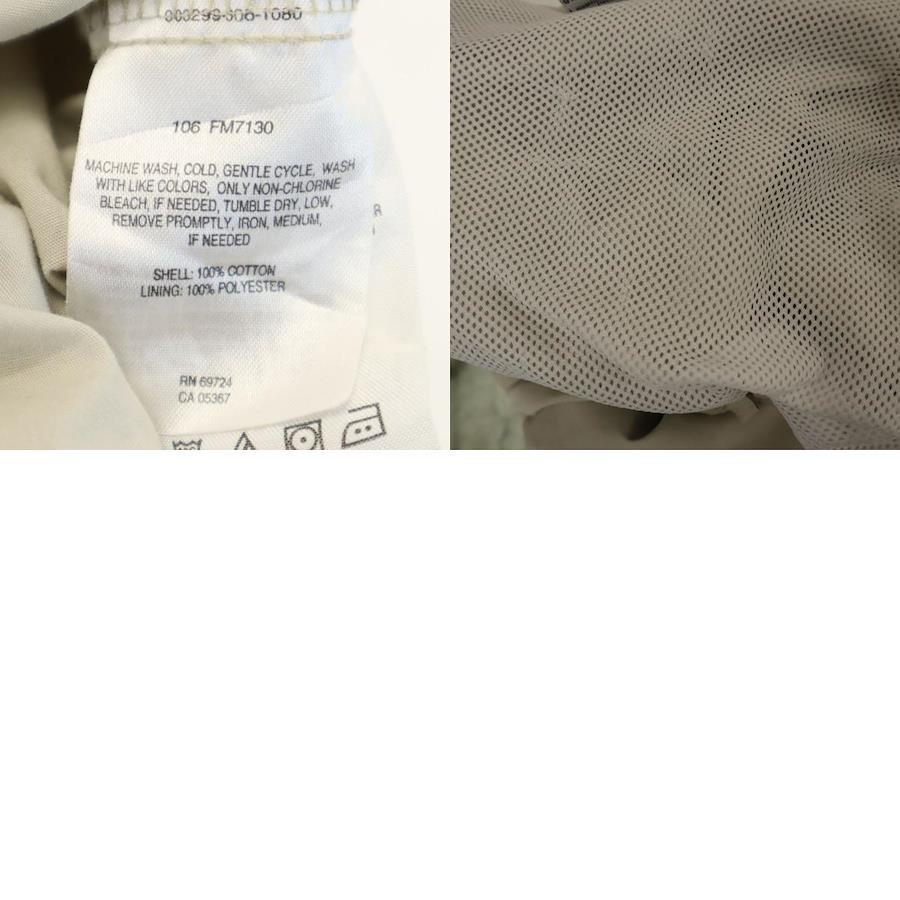 106 FM7130
MACHINE WASH, COLD, GENTLE CYCLE, WASH
WITH LIKE COLORS, ONLY NON-CHLORINE
BLEACH, IF NEEDED, TUMBLE DRY, LOW,
REMOVE PROMPTLY, IRON, MEDIUM,
IF NEEDED
SHELL: 100% COTTON
LINING: 100% POLYESTER
RN 69724
CA 05367